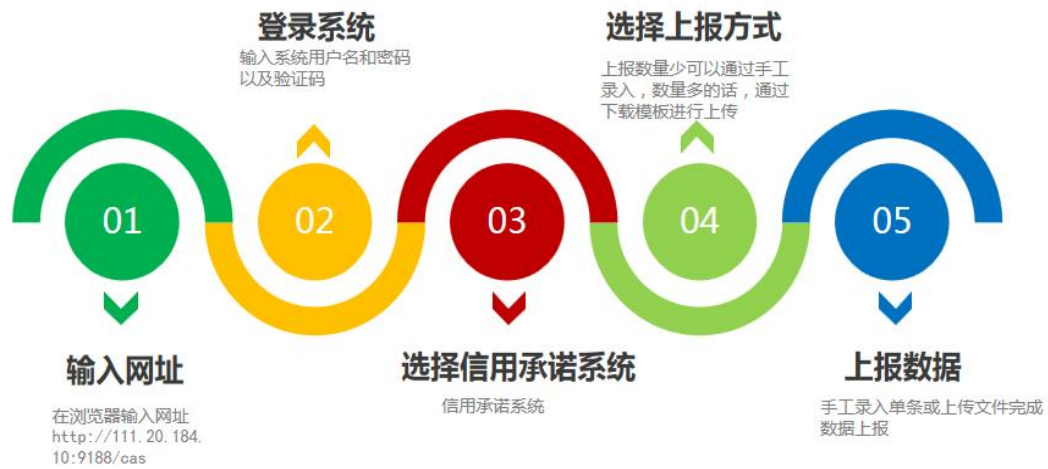 登录系统
输入系统用户名和密码
以及验证码
选择上报方式
上报数量少可以通过手工
录入，数量多的话，通过
下载模板进行上传
01
02
03
04
05
输入网址
在浏览器输入网址
http://111.20.184.
10:9188/cas
选择信用承诺系统
信用承诺系统
上报数据
手工录入单条或上传文件完成
数据上报